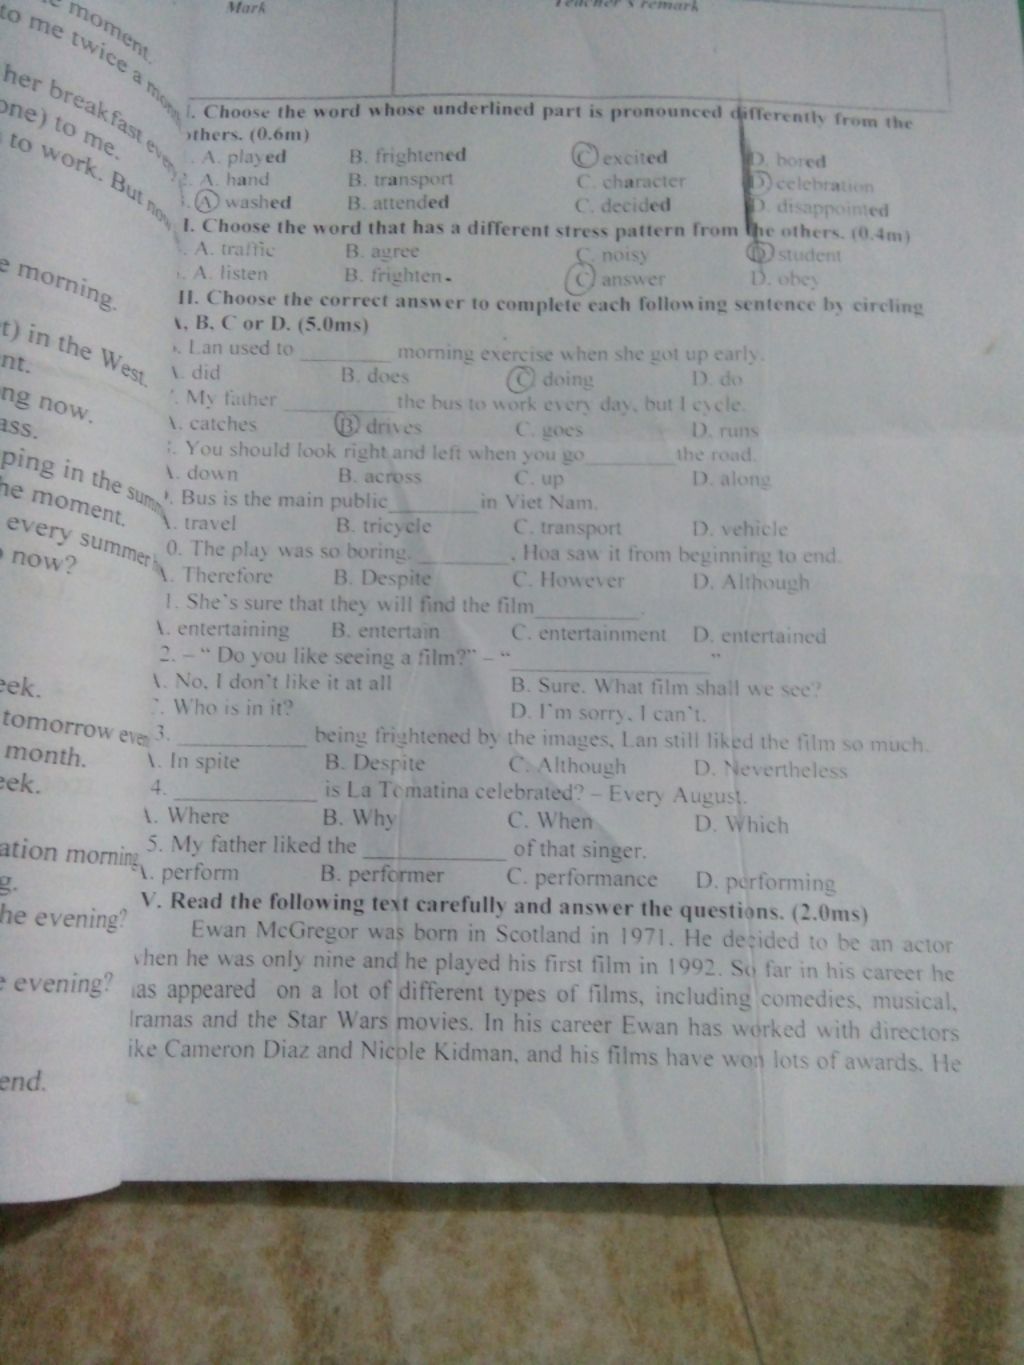 moment.
to me twice a
her breakfast
one) to me.
to work. But now
e morning.
t) in the West.
nt.
ng now.
ass.
ping in the
he moment.
every summer
now?
eek.
tomorrow
month.
eek.
ation morning
g.
he evening?
e evening?
end.
Mark Teacher's remark
I. Choose the word whose underlined part is pronounced differently from the
others. (0.6m)
A. played B. frightened C. excited D. bored
2. A. hand B. transport C. character D. celebration
A. washed B. attended C. decided D. disappointed
I. Choose the word that has a different stress pattern from the others. (0.4m)
A. traffic B. agree C. noisy D. student
A. listen B. frighten C. answer D. obey
II. Choose the correct answer to complete each following sentence by circling
A, B, C or D. (5.0ms)
. Lan used to ________ morning exercise when she got up early.
A. did B. does C. doing D. do
. My father __________ the bus to work every day, but I cycle.
A. catches B. drives C. goes D. runs
. You should look right and left when you go________ the road.
A. down B. across C. up D. along
. Bus is the main public________ in Viet Nam.
A. travel B. tricycle C. transport D. vehicle
0. The play was so boring. ________, Hoa saw it from beginning to end.
A. Therefore B. Despite C. However D. Although
1. She's sure that they will find the film_________.
A. entertaining B. entertain C. entertainment D. entertained
2. – “ Do you like seeing a film?” – “__________________ ”
A. No, I don't like it at all B. Sure. What film shall we see?
C. Who is in it? D. I'm sorry, I can't.
3. ____________ being frightened by the images, Lan still liked the film so much.
A. In spite B. Despite C. Although D. Nevertheless
4. _____________ is La Tomatina celebrated? – Every August.
A. Where B. Why C. When D. Which
5. My father liked the _____________ of that singer.
A. perform B. performer C. performance D. performing
V. Read the following text carefully and answer the questions. (2.0ms)
Ewan McGregor was born in Scotland in 1971. He decided to be an actor
when he was only nine and he played his first film in 1992. So far in his career he
has appeared on a lot of different types of films, including comedies, musical,
dramas and the Star Wars movies. In his career Ewan has worked with directors
like Cameron Diaz and Nicole Kidman, and his films have won lots of awards. He